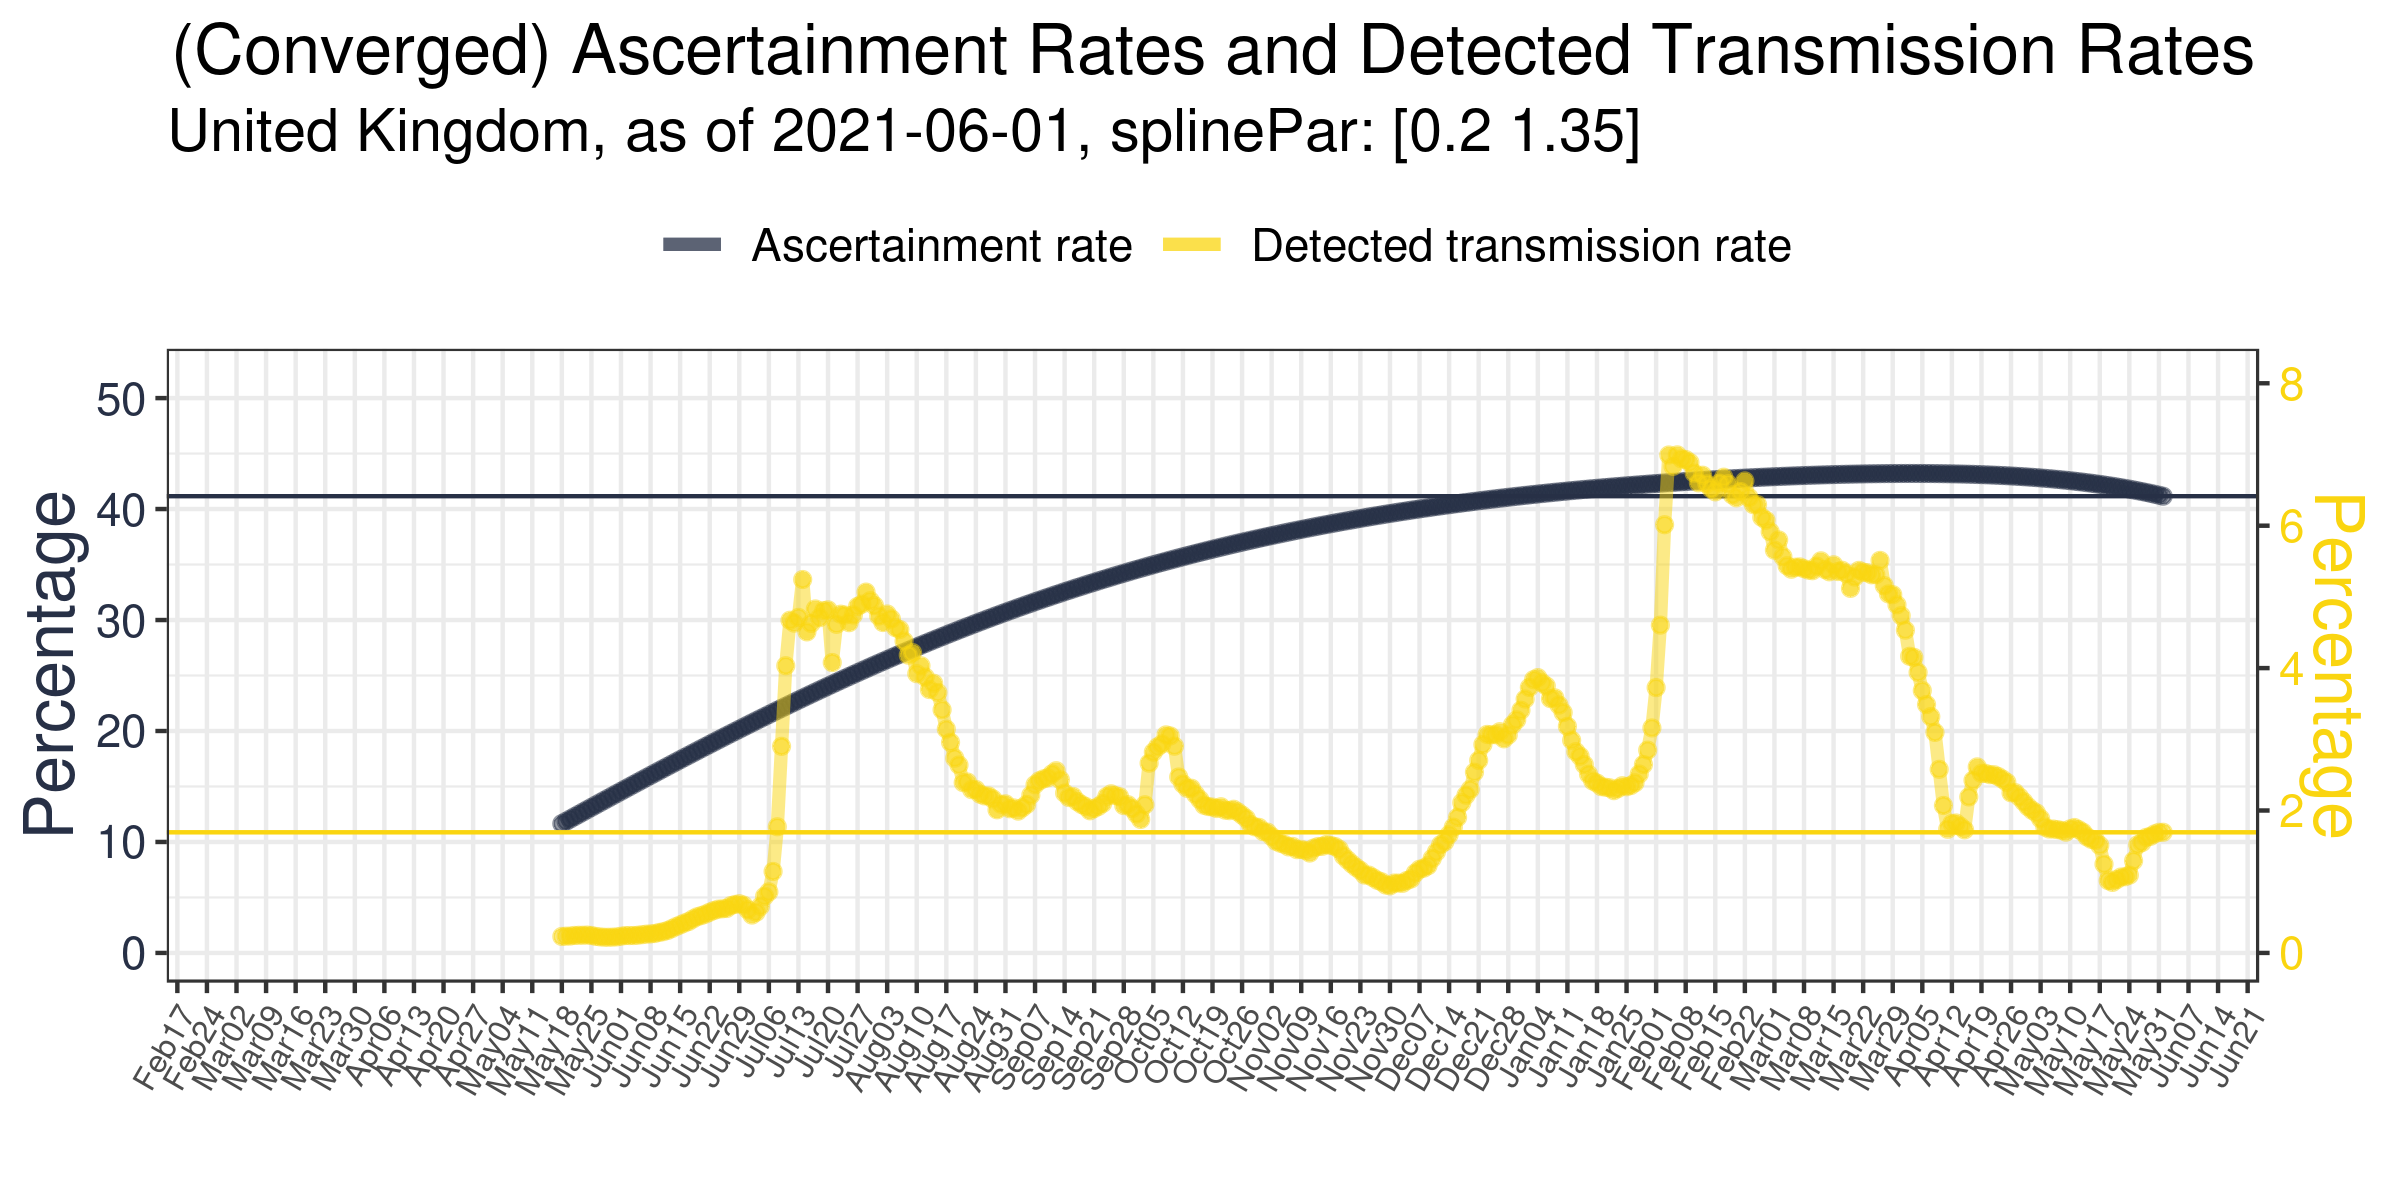 (Converged) Ascertainment Rates and Detected Transmission Rates
United Kingdom, as of 2021-06-01, splinePar: [0.2 1.35]
Ascertainment rate
Detected transmission rate
Percentage
50
40
30
20
10
0
8
6
4
2
0
Percentage
Feb17
Feb24
Mar02
Mar09
Mar16
Mar23
Mar30
Apr06
Apr13
Apr20
Apr27
May04
May11
May18
May25
Jun01
Jun08
Jun15
Jun22
Jun29
Jul06
Jul13
Jul20
Jul27
Aug03
Aug10
Aug17
Aug24
Aug31
Sep07
Sep14
Sep21
Sep28
Oct05
Oct12
Oct19
Oct26
Nov02
Nov09
Nov16
Nov23
Nov30
Dec07
Dec14
Dec21
Dec28
Jan04
Jan11
Jan18
Jan25
Feb01
Feb08
Feb15
Feb22
Mar01
Mar08
Mar15
Mar22
Mar29
Apr05
Apr12
Apr19
Apr26
May03
May10
May17
May24
May31
Jun07
Jun14
Jun21